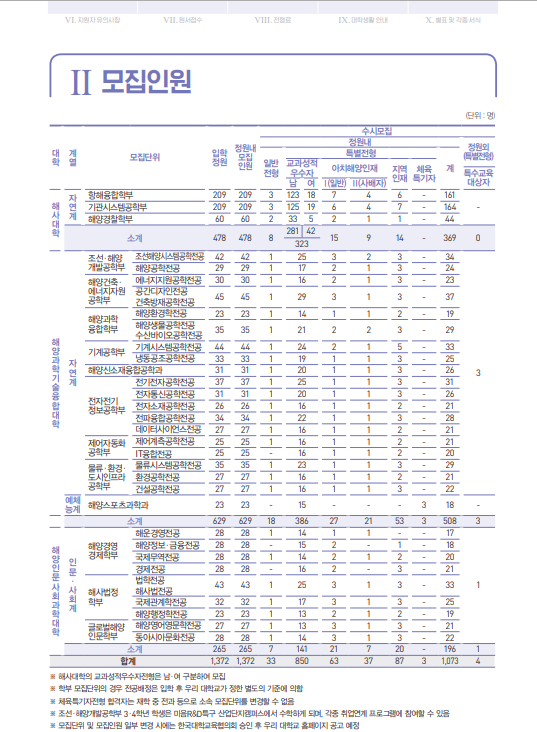 VI. 지원자 유의사항 VII. 원서접수 VIII. 전형료 IX. 대학생활 안내 X. 별표 및 각종 서식
II 모집인원
(단위 : 명)
대학 계열 모집단위 입학정원 정원내 모집인원 수시모집
정원내 정원외(특별전형)
일반전형 특별전형 계
교과성적우수자 아치해양인재 지역인재 체육특기자 특수교육대상자
남 여 I(일반) II(사배자)
해사대학 자연계 항해융합학부 209 209 3 123 18 7 4 6 - 161 -
기관시스템공학부 209 209 3 125 19 6 4 7 - 164
해양경찰학부 60 60 2 33 5 2 1 1 - 44
소계 478 478 8 281 42 15 9 14 - 369 0
323
해양과학기술융합대학 자연계 조선·해양개발공학부 조선해양시스템공학전공 42 42 1 25 3 2 3 - 34 3
해양공학전공 29 29 1 17 2 1 3 - 24
해양건축·에너지자원공학부 에너지자원공학전공 30 30 1 16 2 1 3 - 23
공간디자인전공
건축방재공학전공 45 45 1 29 3 1 3 - 37
해양과학융합학부 해양환경학전공 23 23 1 14 1 1 2 - 19
해양생물공학전공
수산바이오공학전공 35 35 1 21 2 2 3 - 29
기계공학부 기계시스템공학전공 44 44 1 24 2 1 5 - 33
냉동공조공학전공 33 33 1 19 1 1 3 - 25
해양신소재융합공학과 31 31 1 20 1 1 3 - 26
전자전기정보공학부 전기전자공학전공 37 37 1 25 1 1 3 - 31
전자통신공학전공 31 31 1 20 1 1 3 - 26
전자소재공학전공 26 26 1 16 1 1 2 - 21
전파융합공학전공 34 34 1 22 1 1 3 - 28
데이터사이언스전공 27 27 1 16 1 1 2 - 21
제어자동화공학부 제어계측공학전공 25 25 1 16 1 1 2 - 21
IT융합전공 25 25 - 16 1 1 2 - 20
물류·환경·도시인프라공학부 물류시스템공학전공 35 35 1 23 1 1 3 - 29
환경공학전공 27 27 1 16 1 1 2 - 21
건설공학전공 27 27 1 16 1 1 3 - 22
예체능계 해양스포츠과학과 23 23 - 15 - - - 3 18 -
소계 629 629 18 386 27 21 53 3 508 3
해양인문사회과학대학 인문·사회계 해양경영경제학부 해운경영전공 28 28 1 14 1 1 - - 17 1
해양정보·금융전공 28 28 - 15 2 - 1 - 18
국제무역전공 28 28 1 14 2 1 2 - 20
경제전공 28 28 - 16 2 - 3 - 21
해사법정학부 법학전공
해사법전공 43 43 1 25 3 1 3 - 33
국제관계학전공 32 32 1 17 3 1 3 - 25
해양행정학전공 23 23 1 13 2 1 2 - 19
글로벌해양인문학부 해양영어영문학전공 27 27 1 13 3 1 3 - 21
동아시아문화전공 28 28 1 14 3 1 3 - 22
소계 265 265 7 141 21 7 20 - 196 1
합계 1,372 1,372 33 850 63 37 87 3 1,073 4
※ 해사대학의 교과성적우수자전형은 남·여 구분하여 모집
※ 학부 모집단위의 경우 전공배정은 입학 후 우리 대학교가 정한 별도의 기준에 의함
※ 체육특기자전형 합격자는 재학 중 전과 등으로 소속 모집단위를 변경할 수 없음
※ 조선·해양개발공학부 3·4학년 학생은 미음R&D특구 산업단지캠퍼스에서 수학하게 되며, 각종 취업연계 프로그램에 참여할 수 있음
※ 모집단위 및 모집인원 일부 변경 시에는 한국대학교육협의회 승인 후 우리 대학교 홈페이지 공고 예정